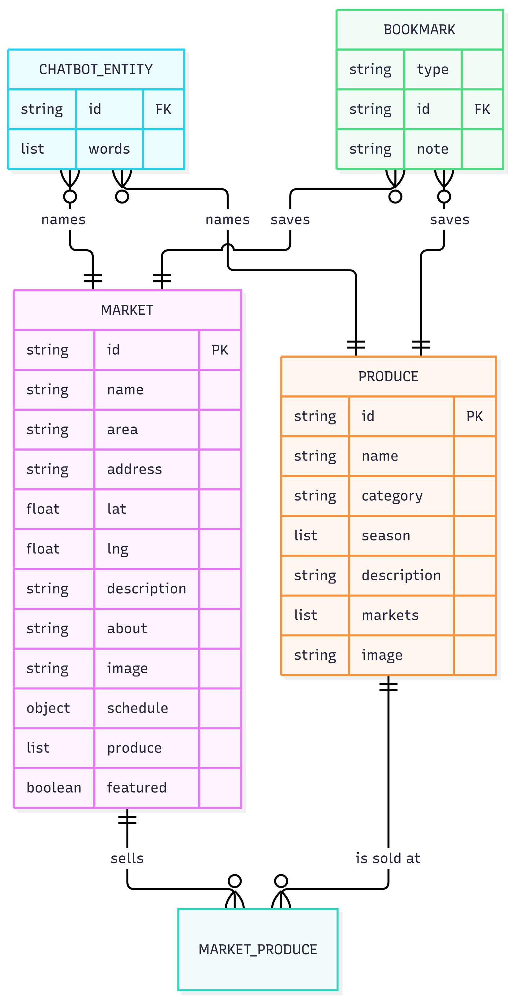 BOOKMARK
string type
string id FK
string note
CHATBOT_ENTITY
string id FK
list words
names
names
saves
saves
MARKET
string id PK
string name
string area
string address
float lat
float lng
string description
string about
string image
object schedule
list produce
boolean featured
PRODUCE
string id PK
string name
string category
list season
string description
list markets
string image
sells
is sold at
MARKET_PRODUCE